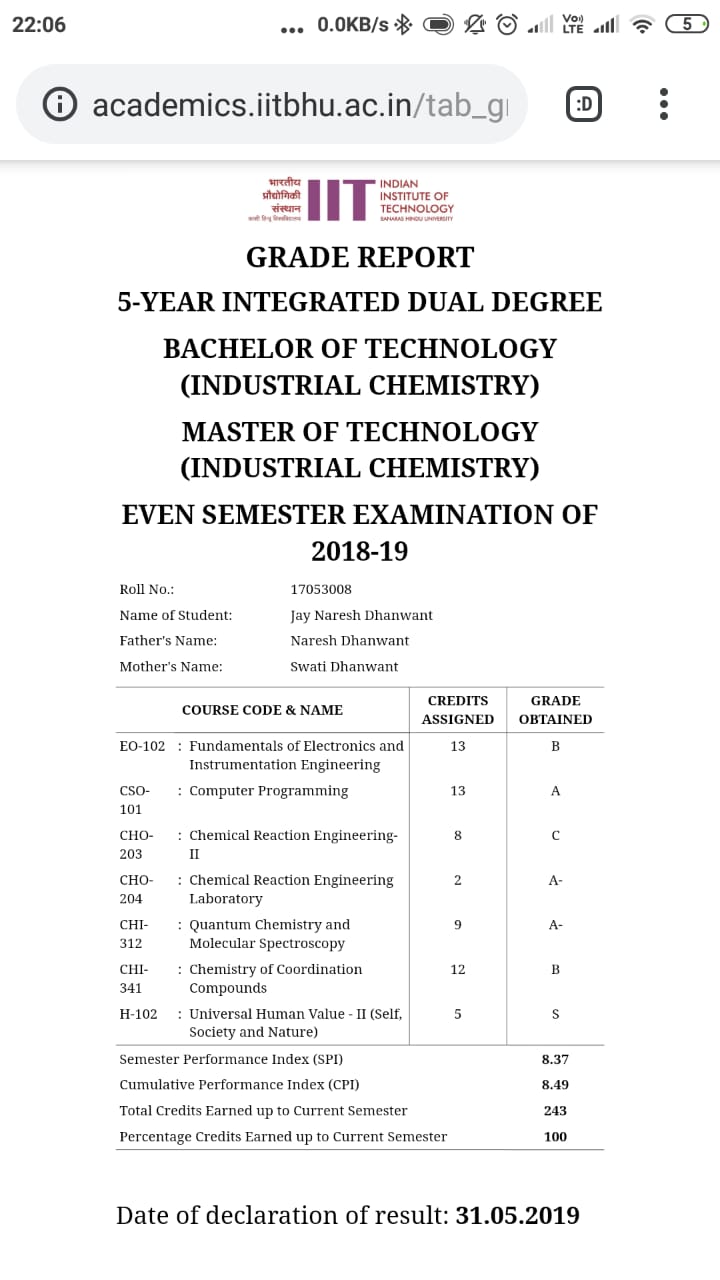 22:06
... 0.0KB/s Vo)) LTE 5
academics.iitbhu.ac.in/tab_g
:D
भारतीय
प्रौद्योगिकी
संस्थान
काशी हिन्दू विश्वविद्यालय
IIT
INDIAN
INSTITUTE OF
TECHNOLOGY
BANARAS HINDU UNIVERSITY
GRADE REPORT
5-YEAR INTEGRATED DUAL DEGREE
BACHELOR OF TECHNOLOGY
(INDUSTRIAL CHEMISTRY)
MASTER OF TECHNOLOGY
(INDUSTRIAL CHEMISTRY)
EVEN SEMESTER EXAMINATION OF
2018-19
Roll No.: 17053008
Name of Student: Jay Naresh Dhanwant
Father's Name: Naresh Dhanwant
Mother's Name: Swati Dhanwant
COURSE CODE & NAME CREDITS ASSIGNED GRADE OBTAINED
EO-102 : Fundamentals of Electronics and 13 B
Instrumentation Engineering
CSO- : Computer Programming 13 A
101
CHO- : Chemical Reaction Engineering- 8 C
203 II
CHO- : Chemical Reaction Engineering 2 A-
204 Laboratory
CHI- : Quantum Chemistry and 9 A-
312 Molecular Spectroscopy
CHI- : Chemistry of Coordination 12 B
341 Compounds
H-102 : Universal Human Value - II (Self, 5 S
Society and Nature)
Semester Performance Index (SPI) 8.37
Cumulative Performance Index (CPI) 8.49
Total Credits Earned up to Current Semester 243
Percentage Credits Earned up to Current Semester 100
Date of declaration of result: 31.05.2019